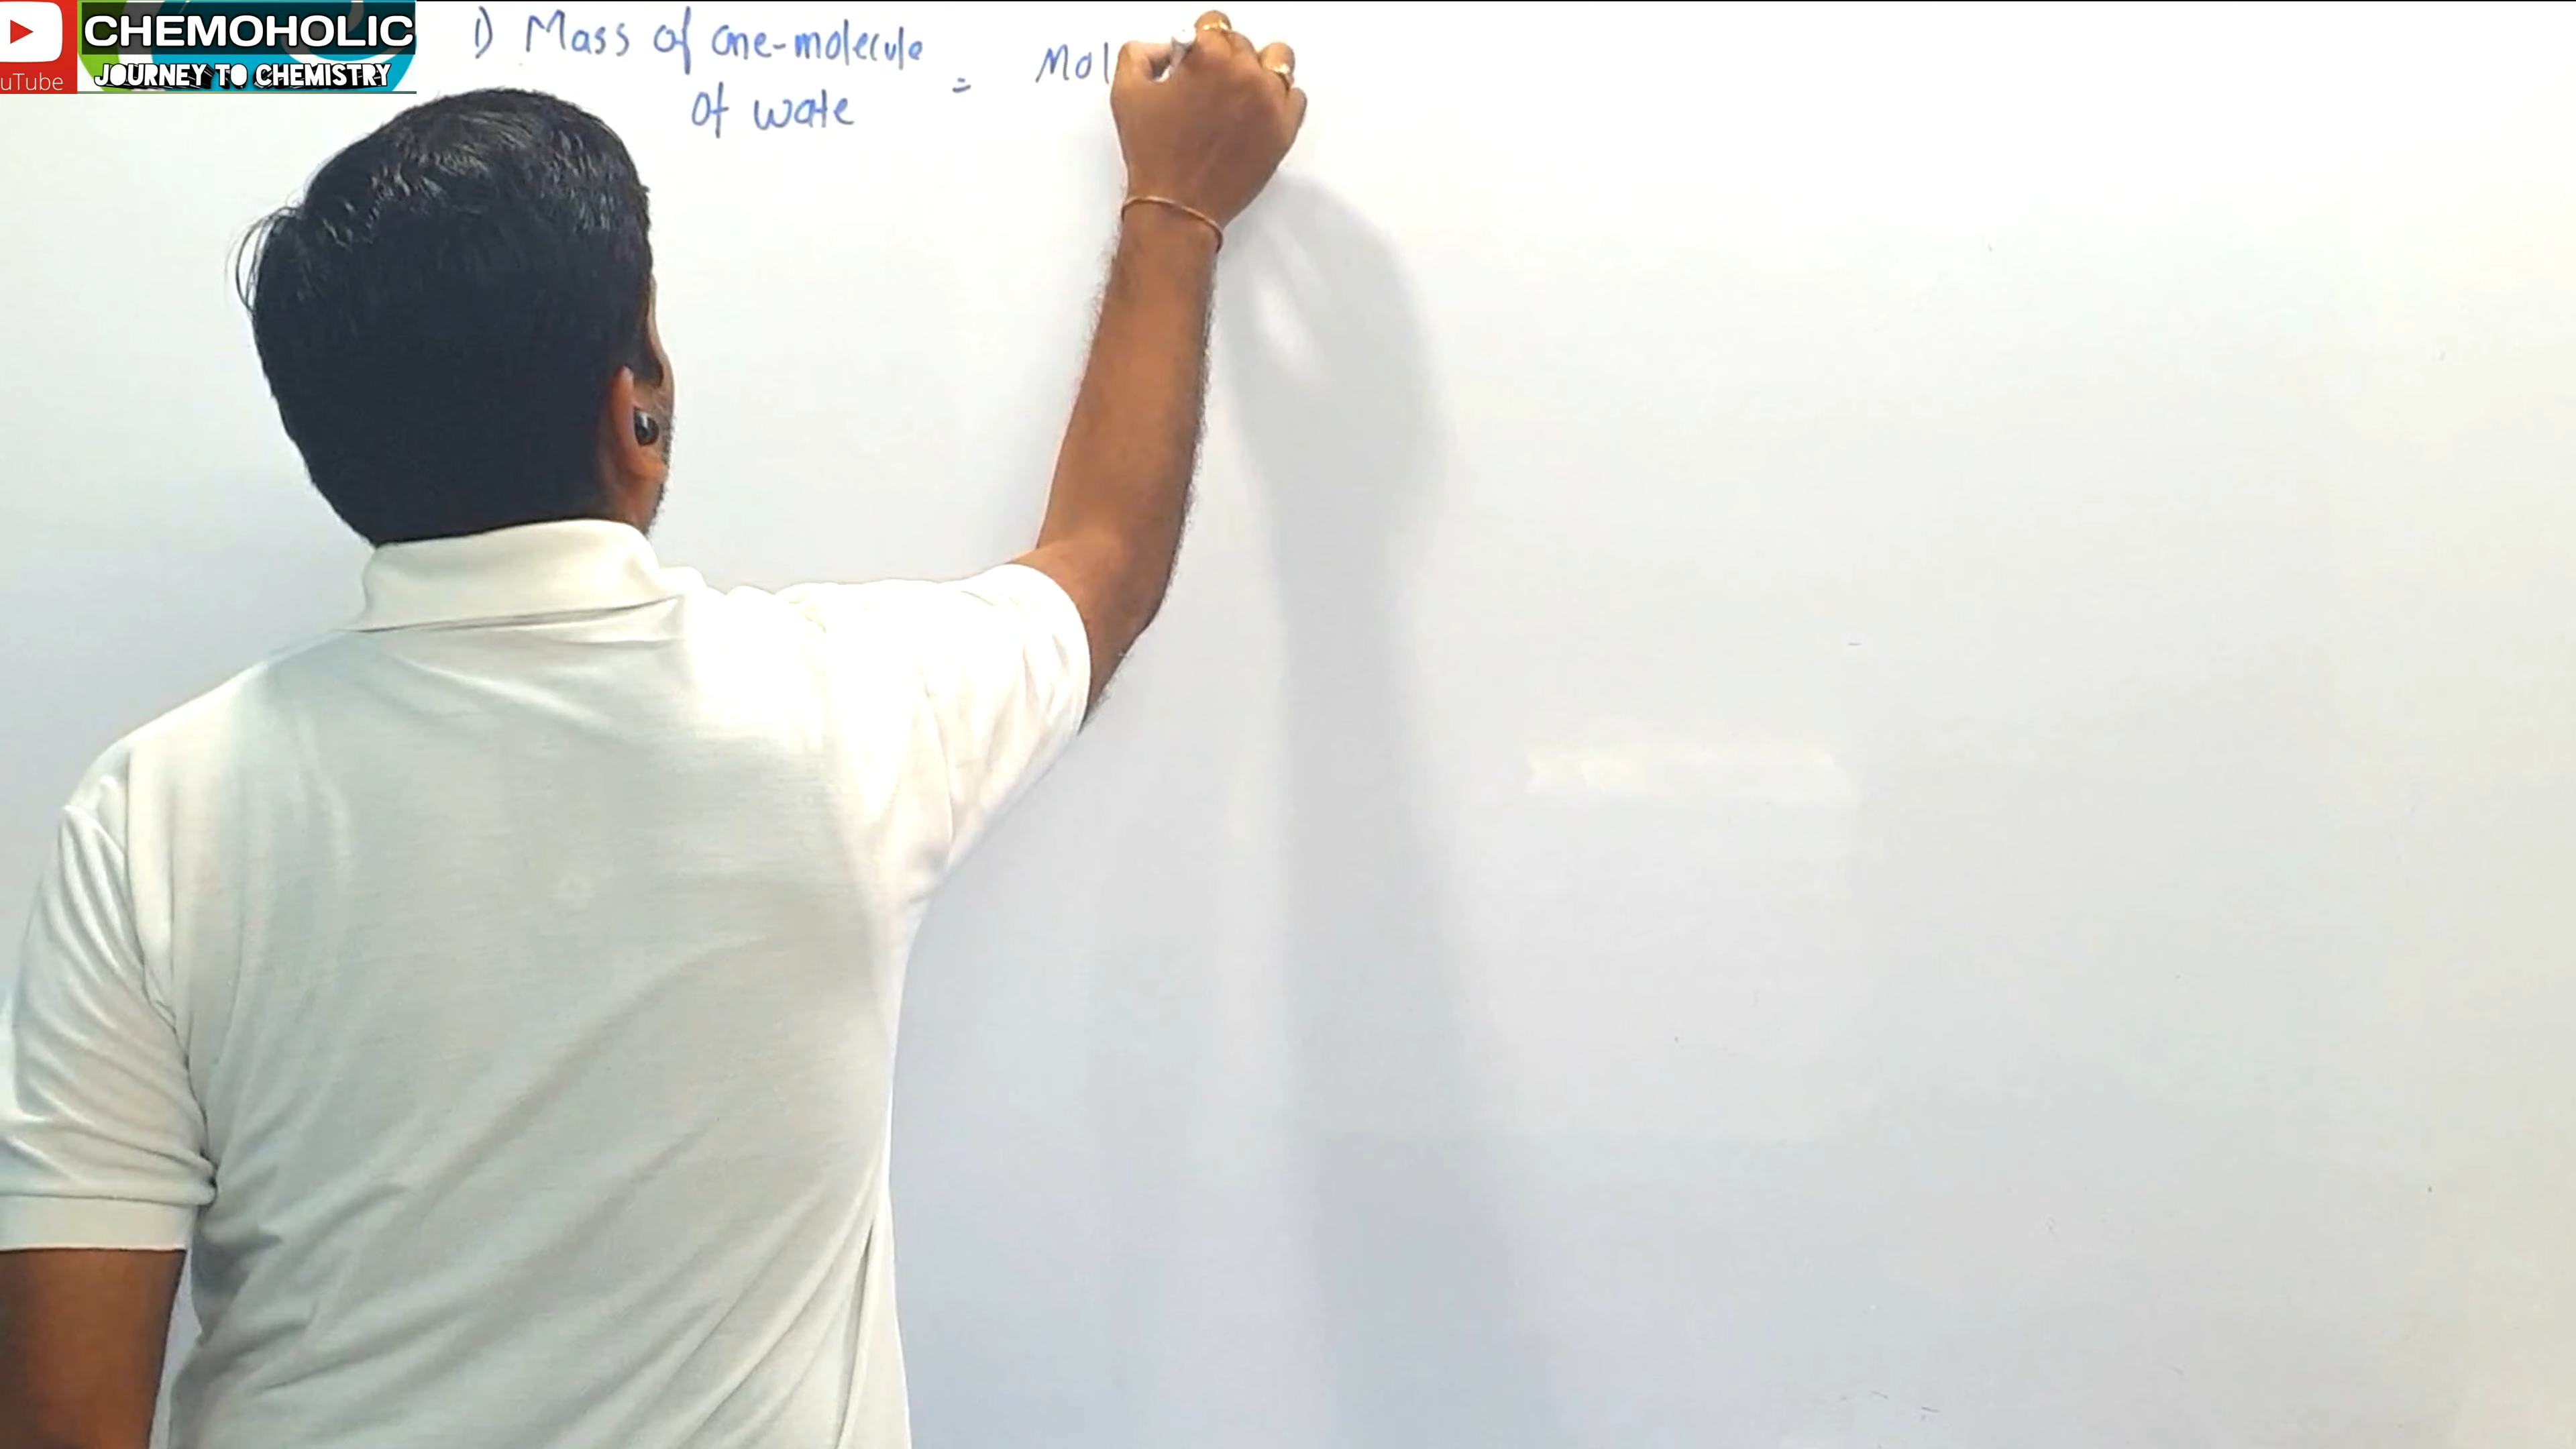 CHEMOHOLIC
JOURNEY TO CHEMISTRY
uTube
1) Mass of one-molecule
of wate
= Mol